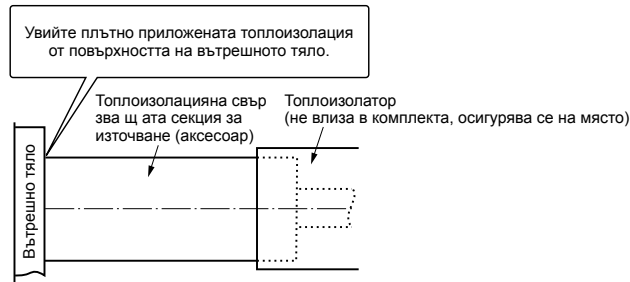 Увийте плътно приложената топлоизолация
от повърхността на вътрешното тяло.
Топлоизолацияна свър
зва щ ата секция за
източване (аксесоар)
Топлоизолатор
(не влиза в комплекта, осигурява се на място)
Вътрешно тяло